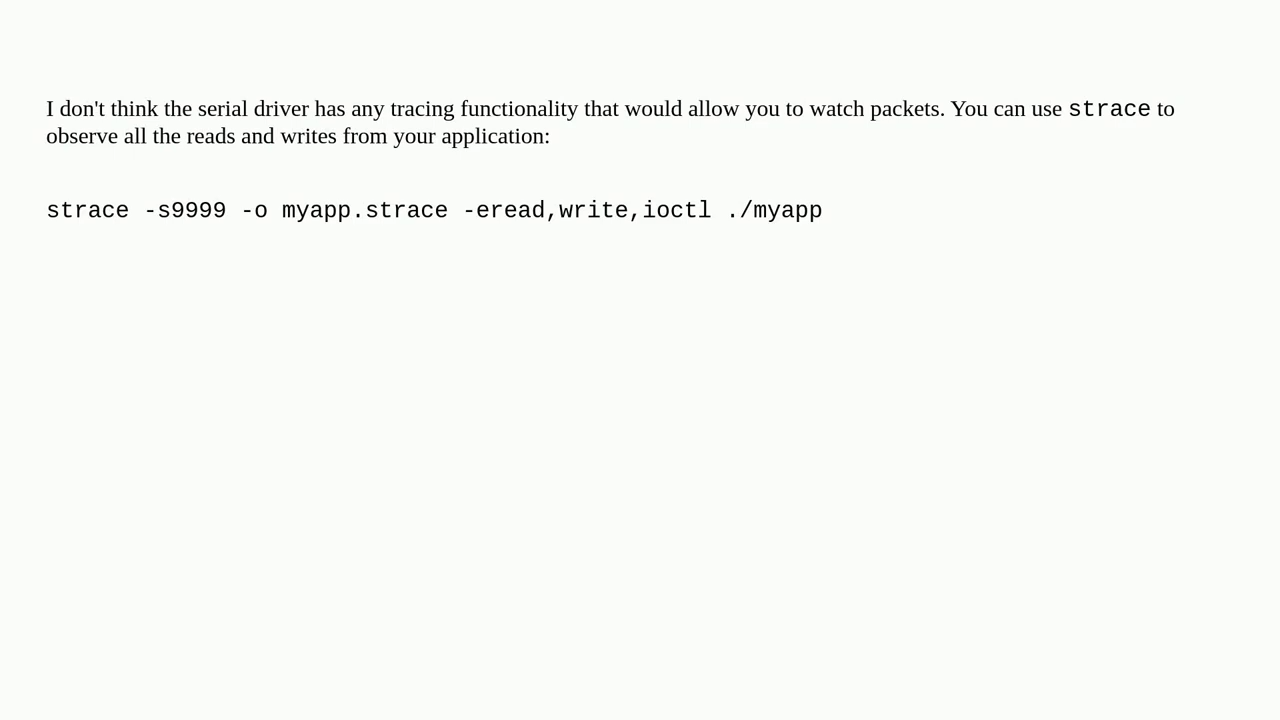 I don't think the serial driver has any tracing functionality that would allow you to watch packets. You can use strace to
observe all the reads and writes from your application:
strace -s9999 -o myapp.strace -eread,write,ioctl ./myapp